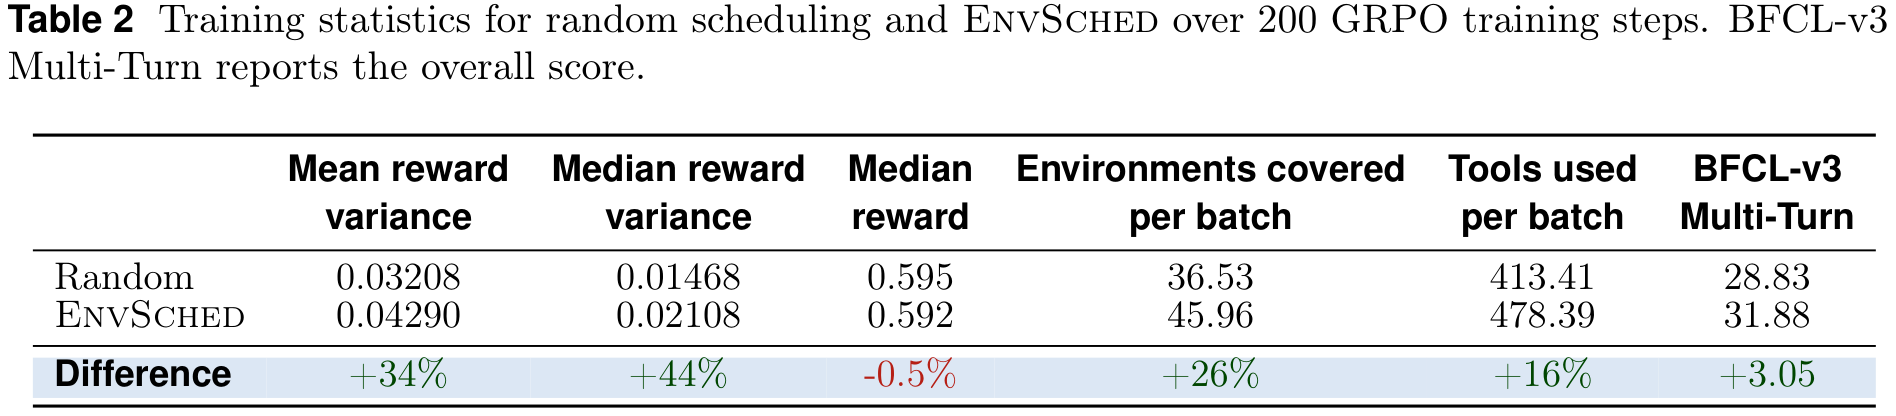 Table 2 Training statistics for random scheduling and ENVSCHED over 200 GRPO training steps. BFCL-v3
Multi-Turn reports the overall score.
Mean reward Median reward Median Environments covered Tools used BFCL-v3
variance variance reward per batch per batch Multi-Turn
Random 0.03208 0.01468 0.595 36.53 413.41 28.83
ENVSCHED 0.04290 0.02108 0.592 45.96 478.39 31.88
Difference +34% +44% -0.5% +26% +16% +3.05